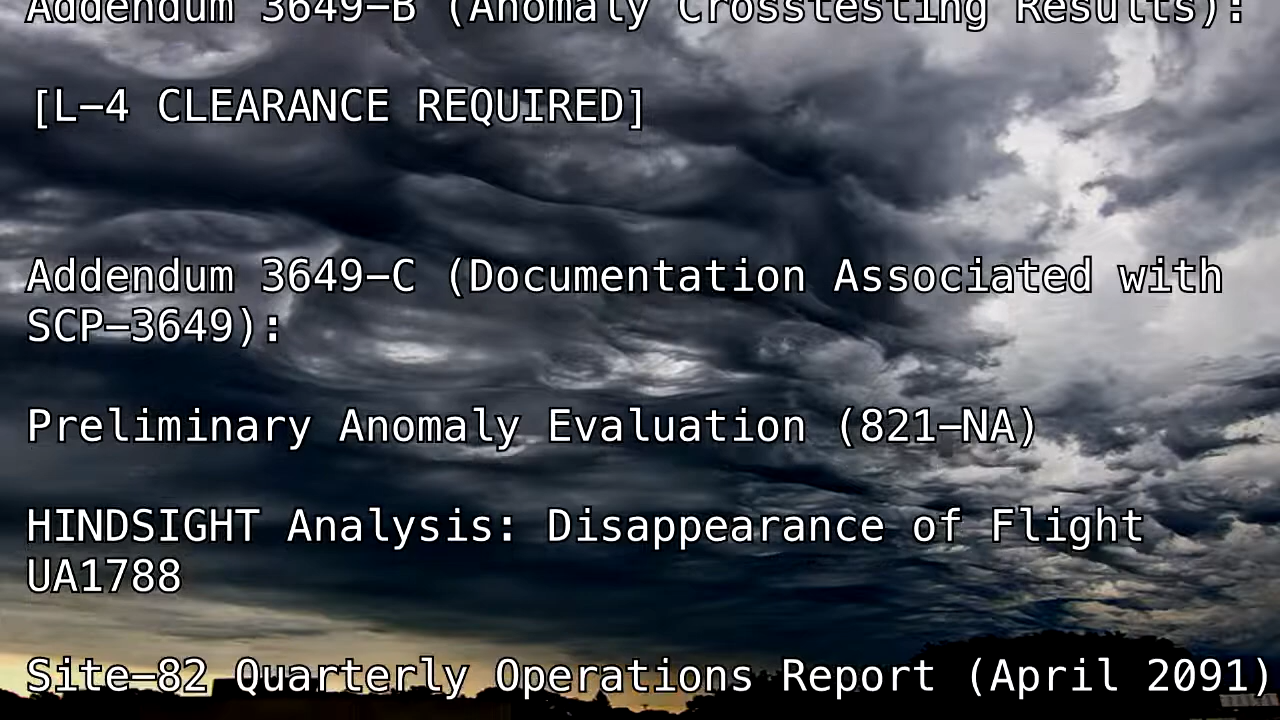 Addendum 3649-B (Anomaly Crosstesting Results):
[L-4 CLEARANCE REQUIRED]
Addendum 3649-C (Documentation Associated with
SCP-3649):
Preliminary Anomaly Evaluation (821-NA)
HINDSIGHT Analysis: Disappearance of Flight
UA1788
Site-82 Quarterly Operations Report (April 2091)